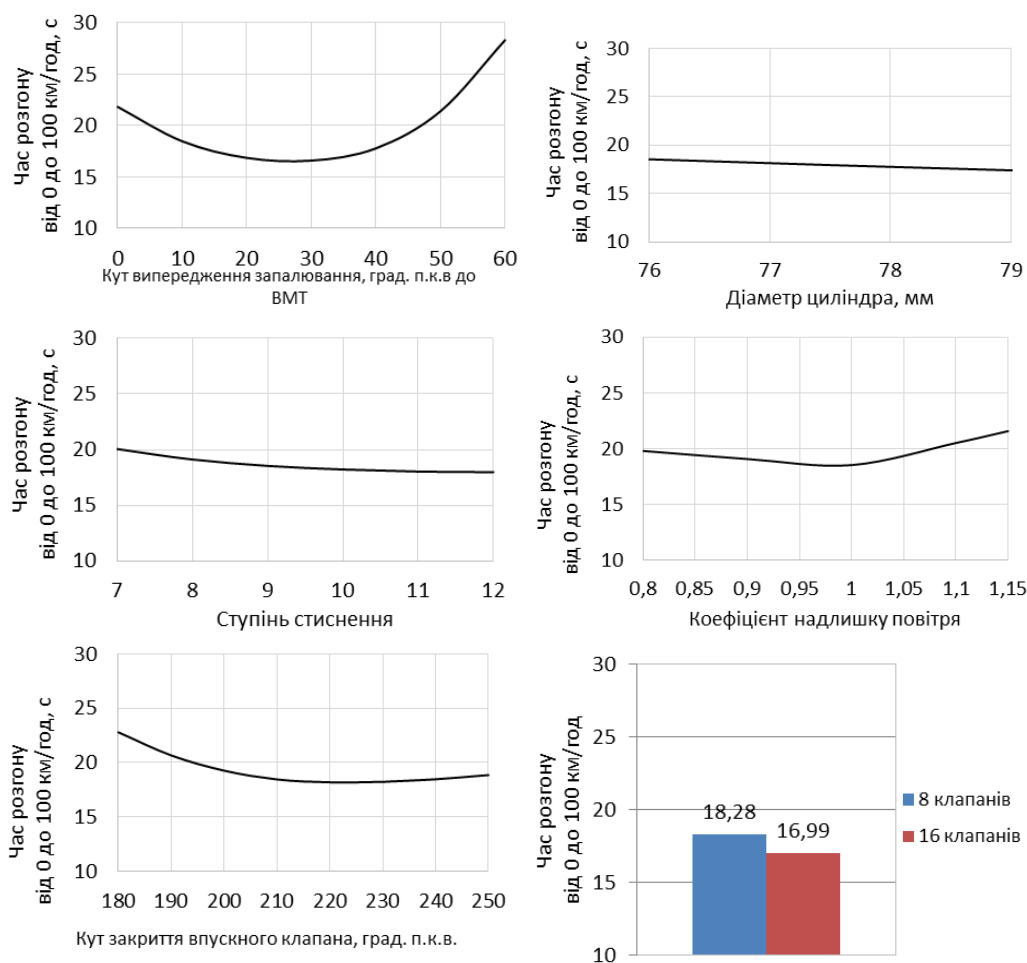 Час розгону
від 0 до 100 км/год, с
30
25
20
15
10
0 10 20 30 40 50 60
Кут випередження запалювання, град. п.к.в до
ВМТ
Час розгону
від 0 до 100 км/год, с
30
25
20
15
10
76 77 78 79
Діаметр циліндра, мм
Час розгону
від 0 до 100 км/год, с
30
25
20
15
10
7 8 9 10 11 12
Ступінь стиснення
Час розгону
від 0 до 100 км/год, с
30
25
20
15
10
0,8 0,85 0,9 0,95 1 1,05 1,1 1,15
Коефіцієнт надлишку повітря
Час розгону
від 0 до 100 км/год, с
30
25
20
15
10
180 190 200 210 220 230 240 250
Кут закриття впускного клапана, град. п.к.в.
Час розгону
від 0 до 100 км/год
30
25
20
15
10
18,28
16,99
8 клапанів
16 клапанів